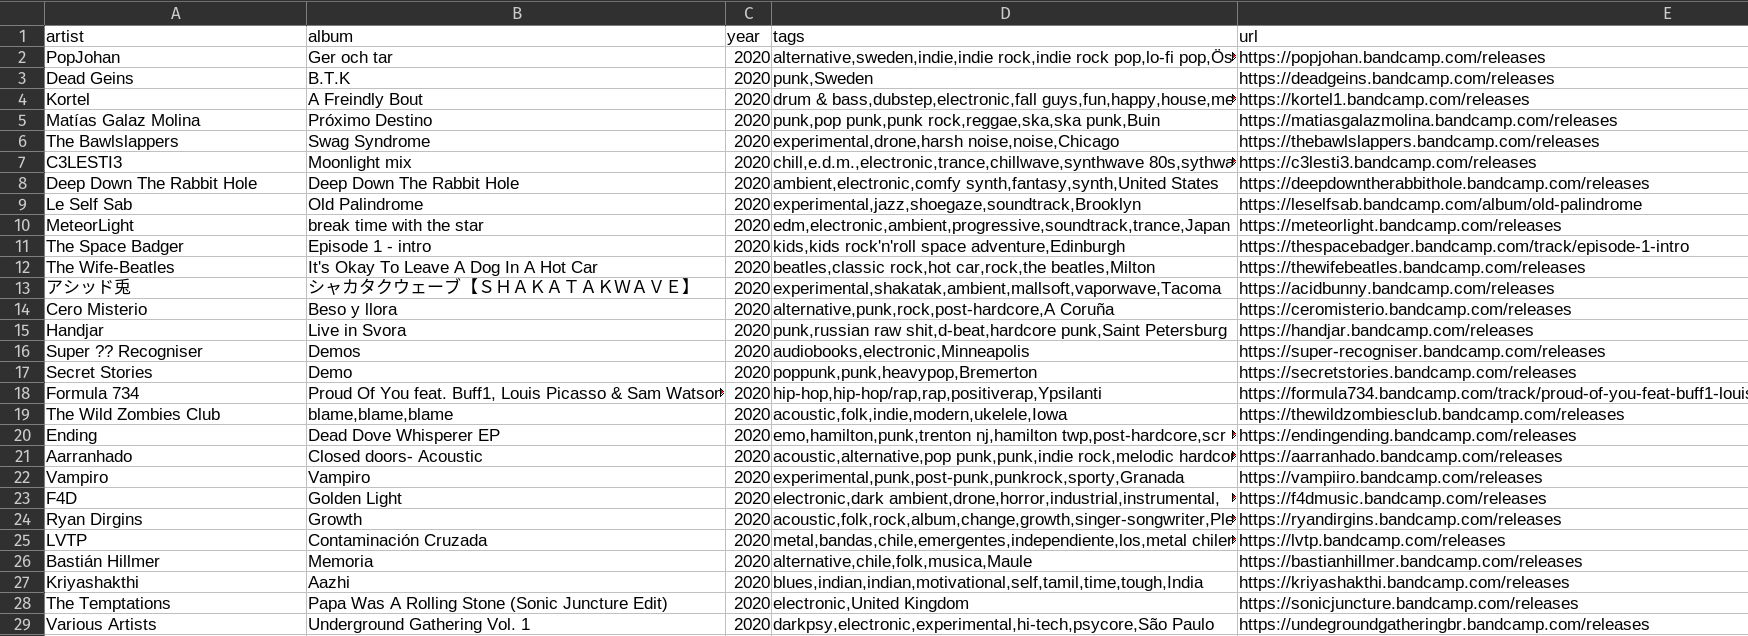 A B C D E
1 artist album year tags url
2 PopJohan Ger och tar 2020 alternative,sweden,indie,indie rock,indie rock pop,lo-fi pop,Ös https://popjohan.bandcamp.com/releases
3 Dead Geins B.T.K 2020 punk,Sweden https://deadgeins.bandcamp.com/releases
4 Kortel A Freindly Bout 2020 drum & bass,dubstep,electronic,fall guys,fun,happy,house,me https://kortel1.bandcamp.com/releases
5 Matías Galaz Molina Próximo Destino 2020 punk,pop punk,punk rock,reggae,ska,ska punk,Buin https://matiasgalazmolina.bandcamp.com/releases
6 The Bawlslappers Swag Syndrome 2020 experimental,drone,harsh noise,noise,Chicago https://thebawlslappers.bandcamp.com/releases
7 C3LESTI3 Moonlight mix 2020 chill,e.d.m.,electronic,trance,chillwave,synthwave 80s,sythwa https://c3lesti3.bandcamp.com/releases
8 Deep Down The Rabbit Hole Deep Down The Rabbit Hole 2020 ambient,electronic,comfy synth,fantasy,synth,United States https://deepdowntherabbithole.bandcamp.com/releases
9 Le Self Sab Old Palindrome 2020 experimental,jazz,shoegaze,soundtrack,Brooklyn https://leselfsab.bandcamp.com/album/old-palindrome
10 MeteorLight break time with the star 2020 edm,electronic,ambient,progressive,soundtrack,trance,Japan https://meteorlight.bandcamp.com/releases
11 The Space Badger Episode 1 - intro 2020 kids,kids rock'n'roll space adventure,Edinburgh https://thespacebadger.bandcamp.com/track/episode-1-intro
12 The Wife-Beatles It's Okay To Leave A Dog In A Hot Car 2020 beatles,classic rock,hot car,rock,the beatles,Milton https://thewifebeatles.bandcamp.com/releases
13 アシッド兎 シャカタクウェーブ【ＳＨＡＫＡＴＡＫＷＡＶＥ】 2020 experimental,shakatak,ambient,mallsoft,vaporwave,Tacoma https://acidbunny.bandcamp.com/releases
14 Cero Misterio Beso y llora 2020 alternative,punk,rock,post-hardcore,A Coruña https://ceromisterio.bandcamp.com/releases
15 Handjar Live in Svora 2020 punk,russian raw shit,d-beat,hardcore punk,Saint Petersburg https://handjar.bandcamp.com/releases
16 Super ?? Recogniser Demos 2020 audiobooks,electronic,Minneapolis https://super-recogniser.bandcamp.com/releases
17 Secret Stories Demo 2020 poppunk,punk,heavypop,Bremerton https://secretstories.bandcamp.com/releases
18 Formula 734 Proud Of You feat. Buff1, Louis Picasso & Sam Watson 2020 hip-hop,hip-hop/rap,rap,positiverap,Ypsilanti https://formula734.bandcamp.com/track/proud-of-you-feat-buff1-louis
19 The Wild Zombies Club blame,blame,blame 2020 acoustic,folk,indie,modern,ukelele,Iowa https://thewildzombiesclub.bandcamp.com/releases
20 Ending Dead Dove Whisperer EP 2020 emo,hamilton,punk,trenton nj,hamilton twp,post-hardcore,scr https://endingending.bandcamp.com/releases
21 Aarranhado Closed doors- Acoustic 2020 acoustic,alternative,pop punk,punk,indie rock,melodic hardcor https://aarranhado.bandcamp.com/releases
22 Vampiro Vampiro 2020 experimental,punk,post-punk,punkrock,sporty,Granada https://vampiiro.bandcamp.com/releases
23 F4D Golden Light 2020 electronic,dark ambient,drone,horror,industrial,instrumental, https://f4dmusic.bandcamp.com/releases
24 Ryan Dirgins Growth 2020 acoustic,folk,rock,album,change,growth,singer-songwriter,Ple https://ryandirgins.bandcamp.com/releases
25 LVTP Contaminación Cruzada 2020 metal,bandas,chile,emergentes,independiente,los,metal chilen https://lvtp.bandcamp.com/releases
26 Bastián Hillmer Memoria 2020 alternative,chile,folk,musica,Maule https://bastianhillmer.bandcamp.com/releases
27 Kriyashakthi Aazhi 2020 blues,indian,indian,motivational,self,tamil,time,tough,India https://kriyashakthi.bandcamp.com/releases
28 The Temptations Papa Was A Rolling Stone (Sonic Juncture Edit) 2020 electronic,United Kingdom https://sonicjuncture.bandcamp.com/releases
29 Various Artists Underground Gathering Vol. 1 2020 darkpsy,electronic,experimental,hi-tech,psycore,São Paulo https://undegroundgatheringbr.bandcamp.com/releases